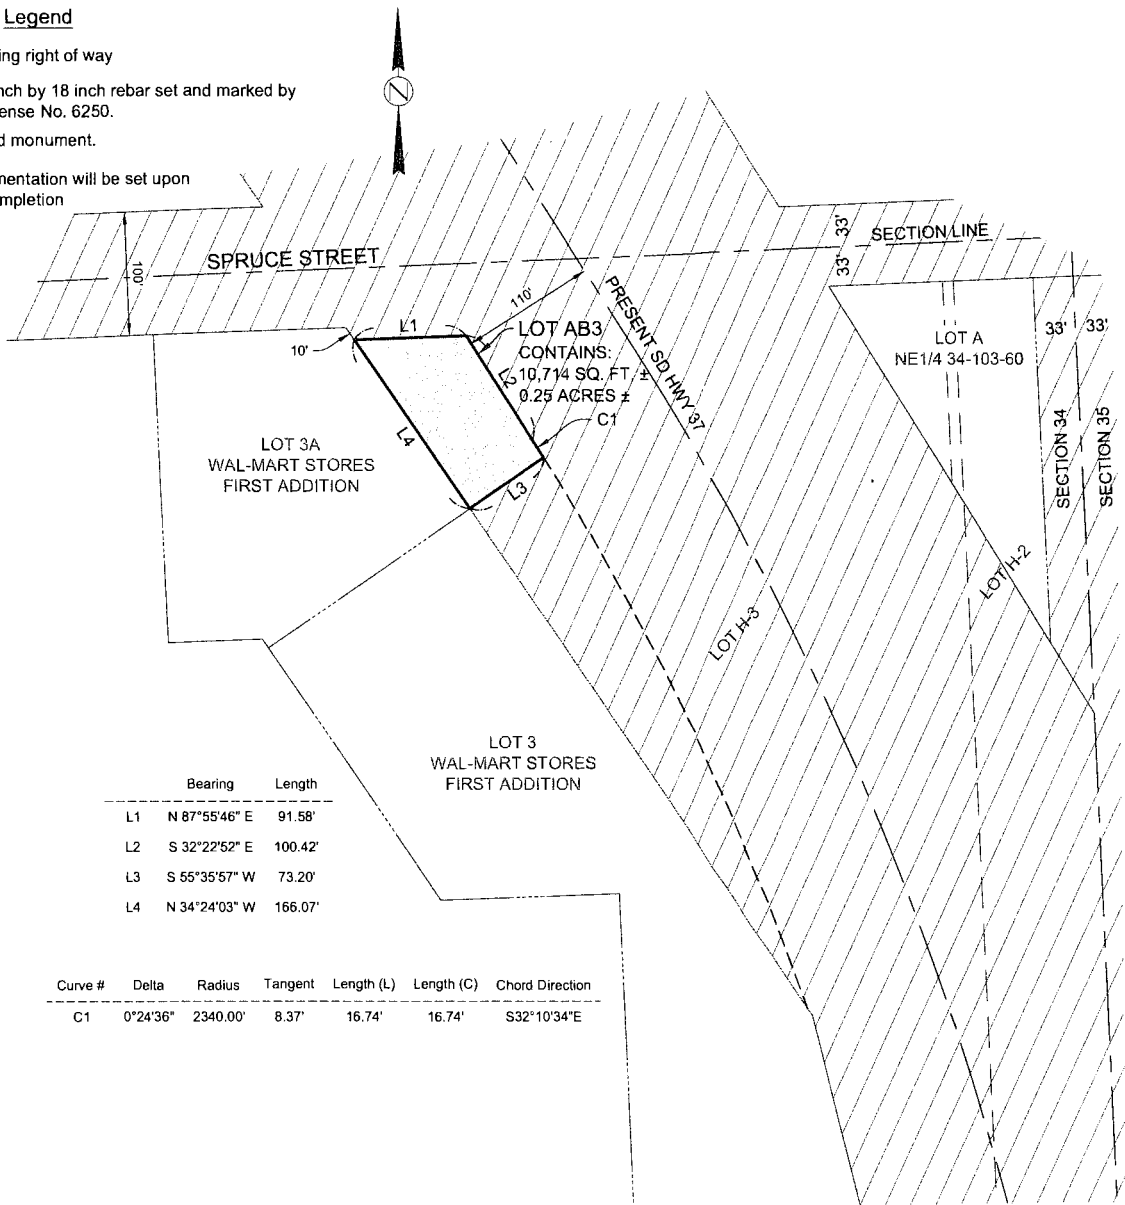 Legend
ing right of way
nch by 18 inch rebar set and marked by
ense No. 6250.
d monument.
mentation will be set upon
mpletion
N
SPRUCE STREET
100'
SECTION LINE
33'
33'
PRESENT SD HWY 37
110'
L1
10'
LOT AB3
CONTAINS:
10,714 SQ. FT. ±
0.25 ACRES ±
L2
C1
L4
L3
LOT A
NE1/4 34-103-60
33'
33'
SECTION 34
SECTION 35
LOT 3A
WAL-MART STORES
FIRST ADDITION
LOT H-2
LOT H-3
LOT 3
WAL-MART STORES
FIRST ADDITION
Bearing Length
L1 N 87°55'46" E 91.58'
L2 S 32°22'52" E 100.42'
L3 S 55°35'57" W 73.20'
L4 N 34°24'03" W 166.07'
Curve # Delta Radius Tangent Length (L) Length (C) Chord Direction
C1 0°24'36" 2340.00' 8.37' 16.74' 16.74' S32°10'34"E